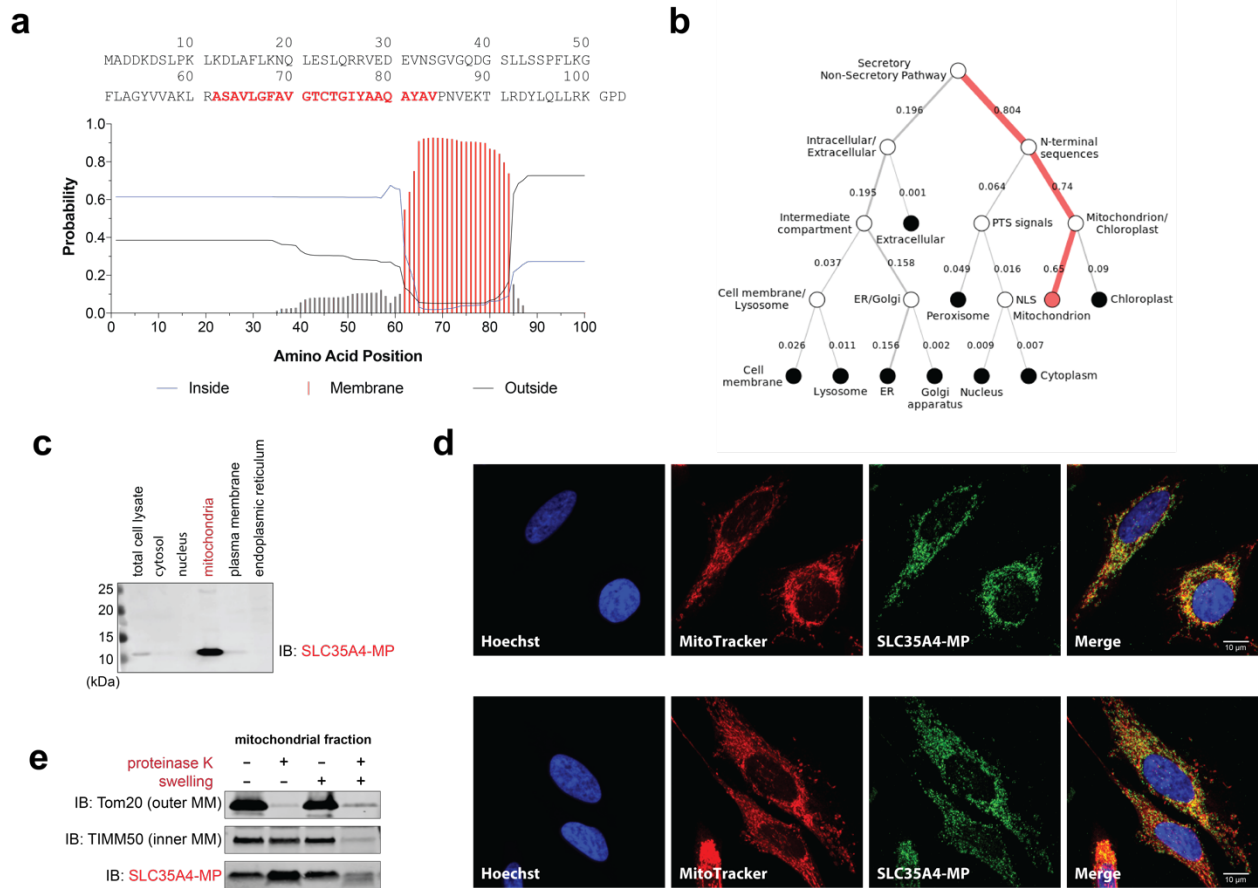 a
10 20 30 40 50
MADDKDSLPK LKDLAFLKNQ LESLQRRVED EVNSGVGQDG SLLSSPFLKG
60 70 80 90 100
FLAGYVVAKL RASAVLGFAV GTCTGIYAAQ AYAVPNVEKT LRDYLQLLRK GPD
1.0
0.8
0.6
0.4
0.2
0.0
Probability
0 10 20 30 40 50 60 70 80 90 100
Amino Acid Position
Inside Membrane Outside
b
Secretory
Non-Secretory Pathway
0.196 0.804
Intracellular/
Extracellular
N-terminal
sequences
0.195 0.001 0.064 0.74
Intermediate
compartment
Extracellular
PTS signals
Mitochondrion/
Chloroplast
0.037 0.158 0.049 0.016 0.65 0.09
Cell membrane/
Lysosome
ER/Golgi
Peroxisome
NLS
Mitochondrion
Chloroplast
0.026 0.011 0.156 0.002 0.009 0.007
Cell
membrane
Lysosome
ER
Golgi
apparatus
Nucleus
Cytoplasm
c
total cell lysate
cytosol
nucleus
mitochondria
plasma membrane
endoplasmic reticulum
25
20
15
10
(kDa)
IB: SLC35A4-MP
d
Hoechst MitoTracker SLC35A4-MP Merge
10 µm
Hoechst MitoTracker SLC35A4-MP Merge
10 µm
e
mitochondrial fraction
proteinase K – + – +
swelling – – + +
IB: Tom20 (outer MM)
IB: TIMM50 (inner MM)
IB: SLC35A4-MP